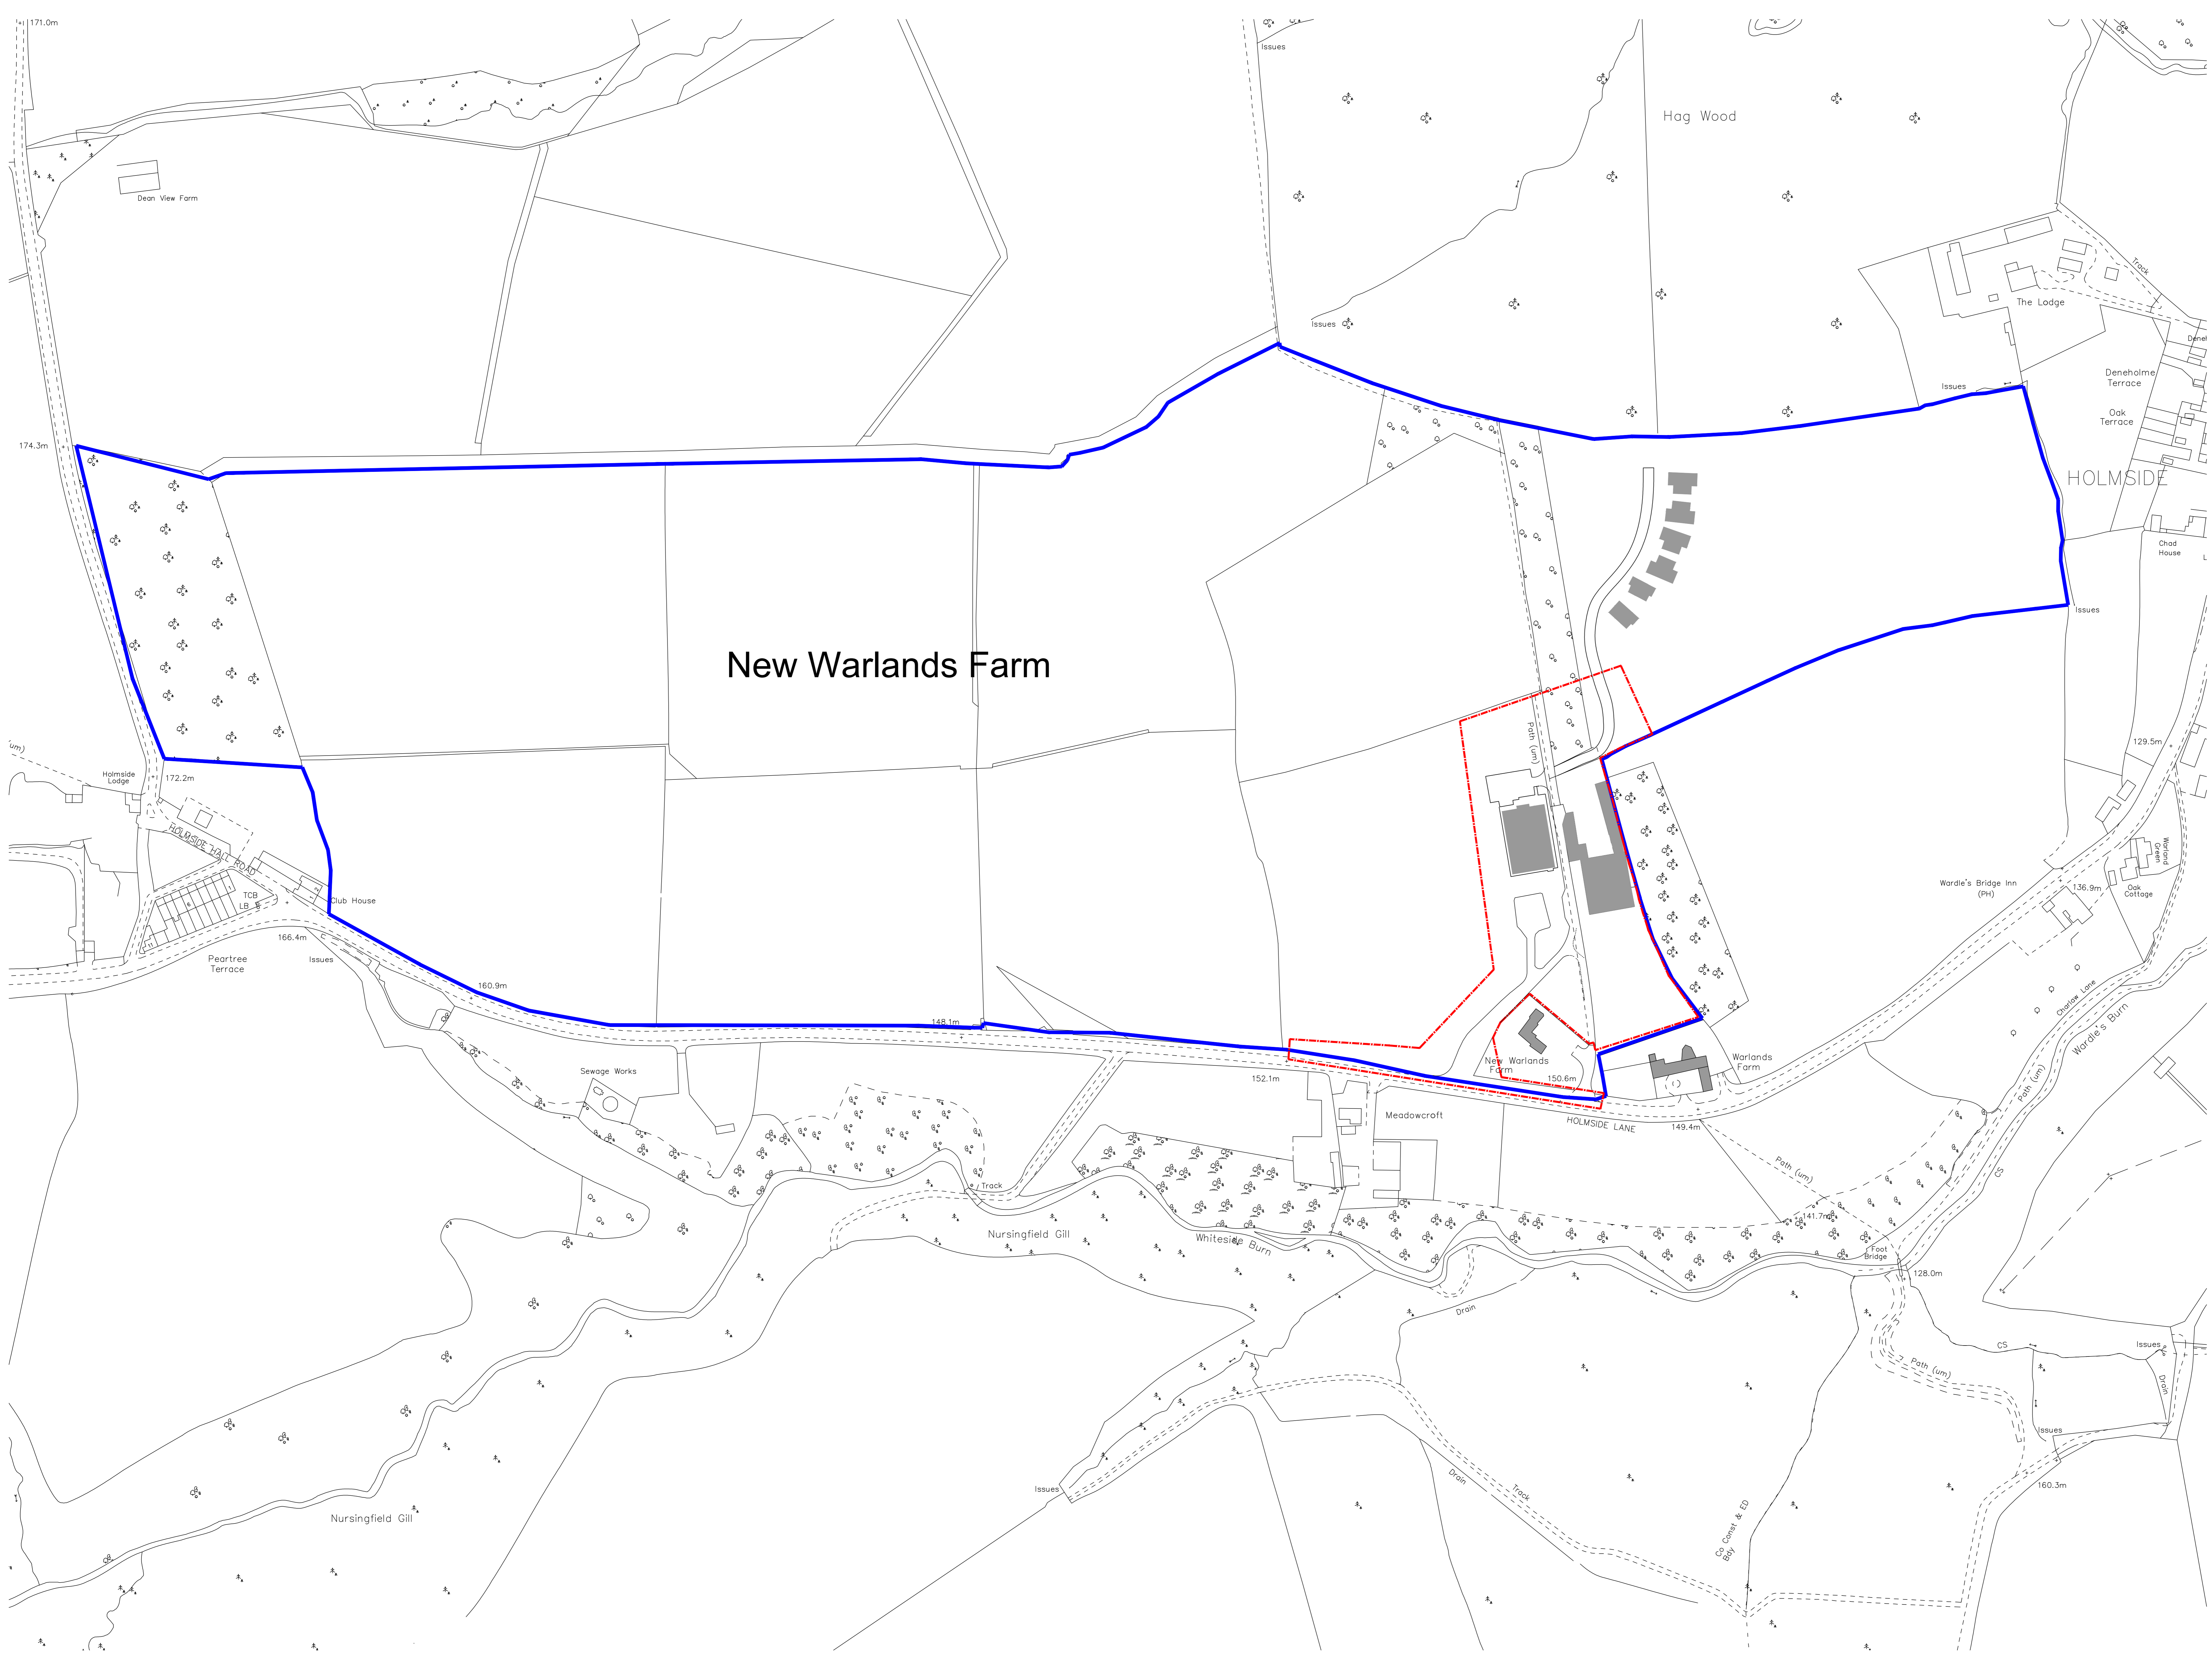 171.0m
Issues
Hag Wood
Dean View Farm
Track
The Lodge
Issues
Issues
Deneholme
Terrace
Oak
Terrace
174.3m
HOLMSIDE
Chad
House
Issues
New Warlands Farm
Path (um)
129.5m
Holmside
Lodge
172.2m
HOLMSIDE HALL ROAD
TCB
LB
1
2
Club House
166.4m
Issues
Peartree
Terrace
160.9m
148.1m
Warland
Green
136.9m
Oak
Cottage
Wardle's Bridge Inn
(PH)
Charlaw Lane
Wardle's Burn
New Warlands
Farm
150.6m
Warlands
Farm
Sewage Works
152.1m
Meadowcroft
HOLMSIDE LANE
149.4m
Path (um)
Path (um)
CS
Track
141.7m
Nursingfield Gill
Whiteside Burn
Foot
Bridge
128.0m
Drain
CS
Issues
Path (um)
Drain
Issues
Drain
Track
Issues
160.3m
Nursingfield Gill
Co Const & ED
Bdy